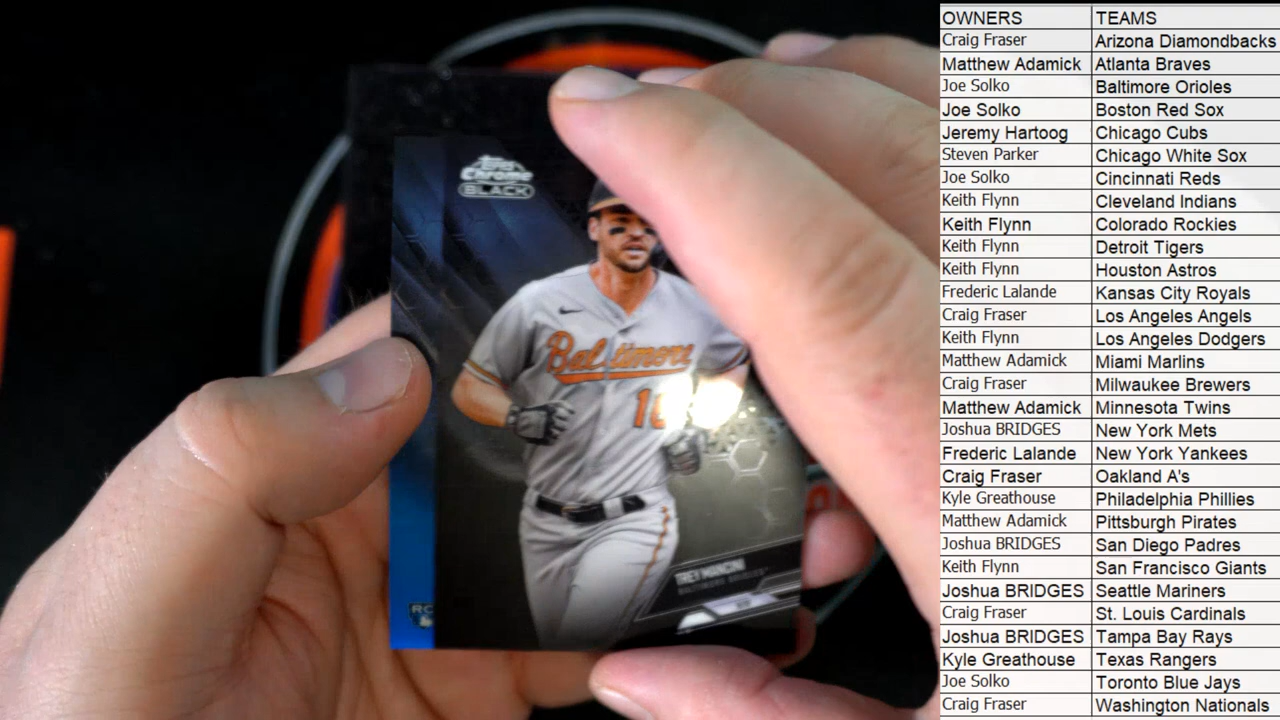 Topps
Chrome
BLACK
Baltimore
TREY MANCINI
BALTIMORE ORIOLES
RC
OWNERS TEAMS
Craig Fraser Arizona Diamondbacks
Matthew Adamick Atlanta Braves
Joe Solko Baltimore Orioles
Joe Solko Boston Red Sox
Jeremy Hartoog Chicago Cubs
Steven Parker Chicago White Sox
Joe Solko Cincinnati Reds
Keith Flynn Cleveland Indians
Keith Flynn Colorado Rockies
Keith Flynn Detroit Tigers
Keith Flynn Houston Astros
Frederic Lalande Kansas City Royals
Craig Fraser Los Angeles Angels
Keith Flynn Los Angeles Dodgers
Matthew Adamick Miami Marlins
Craig Fraser Milwaukee Brewers
Matthew Adamick Minnesota Twins
Joshua BRIDGES New York Mets
Frederic Lalande New York Yankees
Craig Fraser Oakland A's
Kyle Greathouse Philadelphia Phillies
Matthew Adamick Pittsburgh Pirates
Joshua BRIDGES San Diego Padres
Keith Flynn San Francisco Giants
Joshua BRIDGES Seattle Mariners
Craig Fraser St. Louis Cardinals
Joshua BRIDGES Tampa Bay Rays
Kyle Greathouse Texas Rangers
Joe Solko Toronto Blue Jays
Craig Fraser Washington Nationals